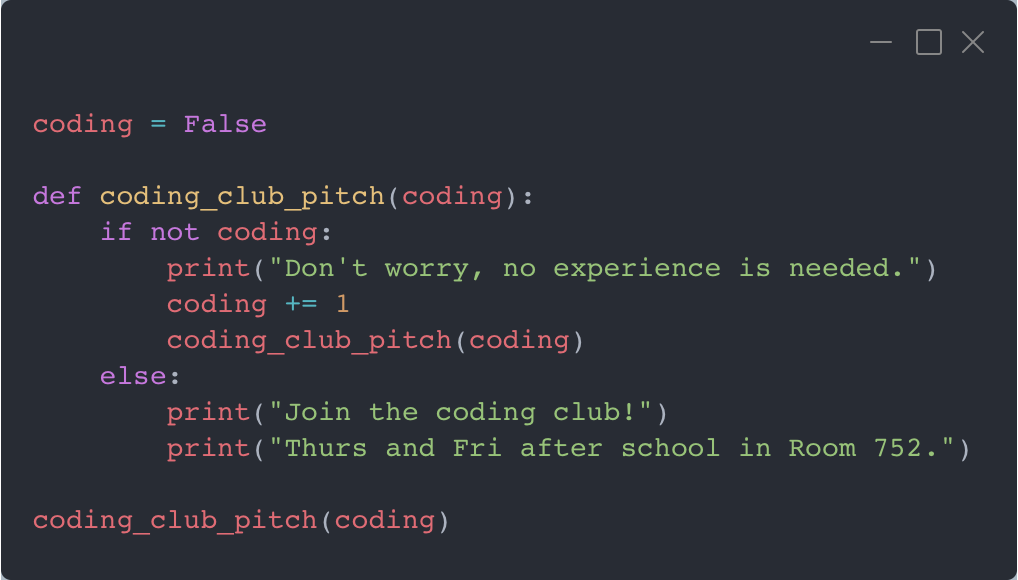 coding = False
def coding_club_pitch(coding):
    if not coding:
        print("Don't worry, no experience is needed.")
        coding += 1
        coding_club_pitch(coding)
    else:
        print("Join the coding club!")
        print("Thurs and Fri after school in Room 752.")
coding_club_pitch(coding)